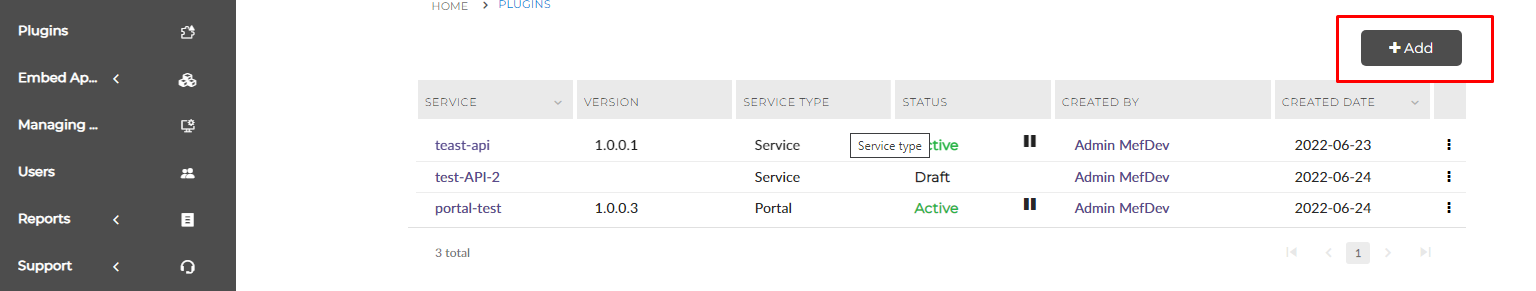 HOME > PLUGINS
Plugins
Embed Ap...
Managing ...
Users
Reports
Support
+ Add
SERVICE VERSION SERVICE TYPE STATUS CREATED BY CREATED DATE
teast-api 1.0.0.1 Service Service type ctive Admin MefDev 2022-06-23
test-API-2 Service Draft Admin MefDev 2022-06-24
portal-test 1.0.0.3 Portal Active Admin MefDev 2022-06-24
3 total 1